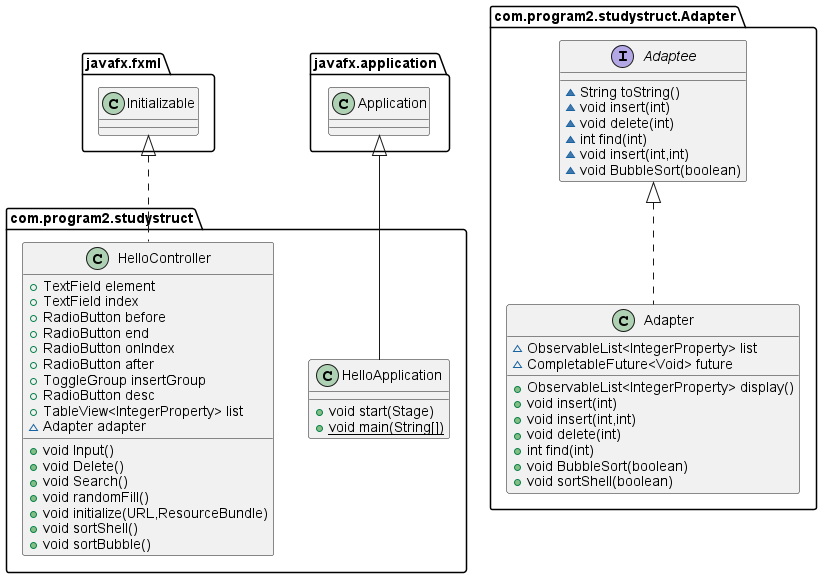 javafx.fxml
C Initializable
javafx.application
C Application
com.program2.studystruct
C HelloController
TextField element
TextField index
RadioButton before
RadioButton end
RadioButton onIndex
RadioButton after
ToggleGroup insertGroup
RadioButton desc
TableView<IntegerProperty> list
Adapter adapter
void Input()
void Delete()
void Search()
void randomFill()
void initialize(URL,ResourceBundle)
void sortShell()
void sortBubble()
C HelloApplication
void start(Stage)
void main(String[])
com.program2.studystruct.Adapter
I Adaptee
String toString()
void insert(int)
void delete(int)
int find(int)
void insert(int,int)
void BubbleSort(boolean)
C Adapter
ObservableList<IntegerProperty> list
CompletableFuture<Void> future
ObservableList<IntegerProperty> display()
void insert(int)
void insert(int,int)
void delete(int)
int find(int)
void BubbleSort(boolean)
void sortShell(boolean)